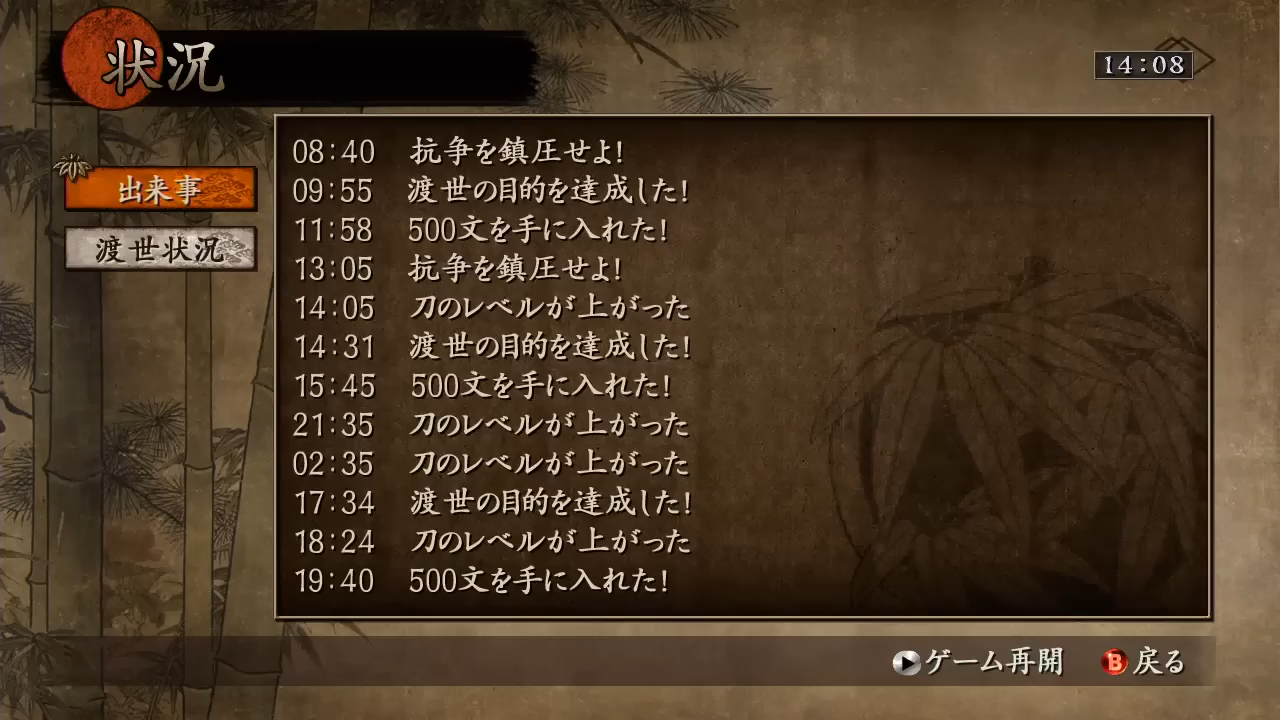 状況
14:08
出来事
渡世状況
08:40 抗争を鎮圧せよ!
09:55 渡世の目的を達成した!
11:58 500文を手に入れた!
13:05 抗争を鎮圧せよ!
14:05 刀のレベルが上がった
14:31 渡世の目的を達成した!
15:45 500文を手に入れた!
21:35 刀のレベルが上がった
02:35 刀のレベルが上がった
17:34 渡世の目的を達成した!
18:24 刀のレベルが上がった
19:40 500文を手に入れた!
ゲーム再開 B戻る